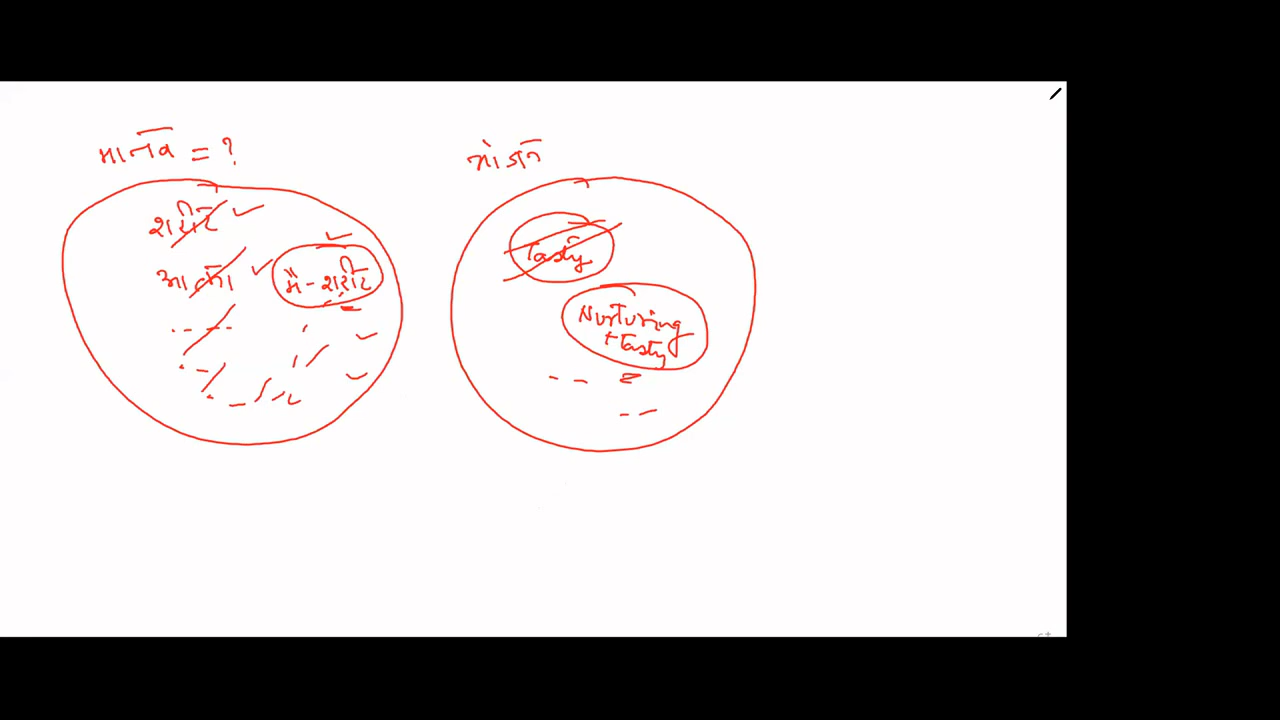 मानव = ?
शरीर
आत्मा
मैं - शरीर
भोजन
Tasty
Nurturing
+ Tasty